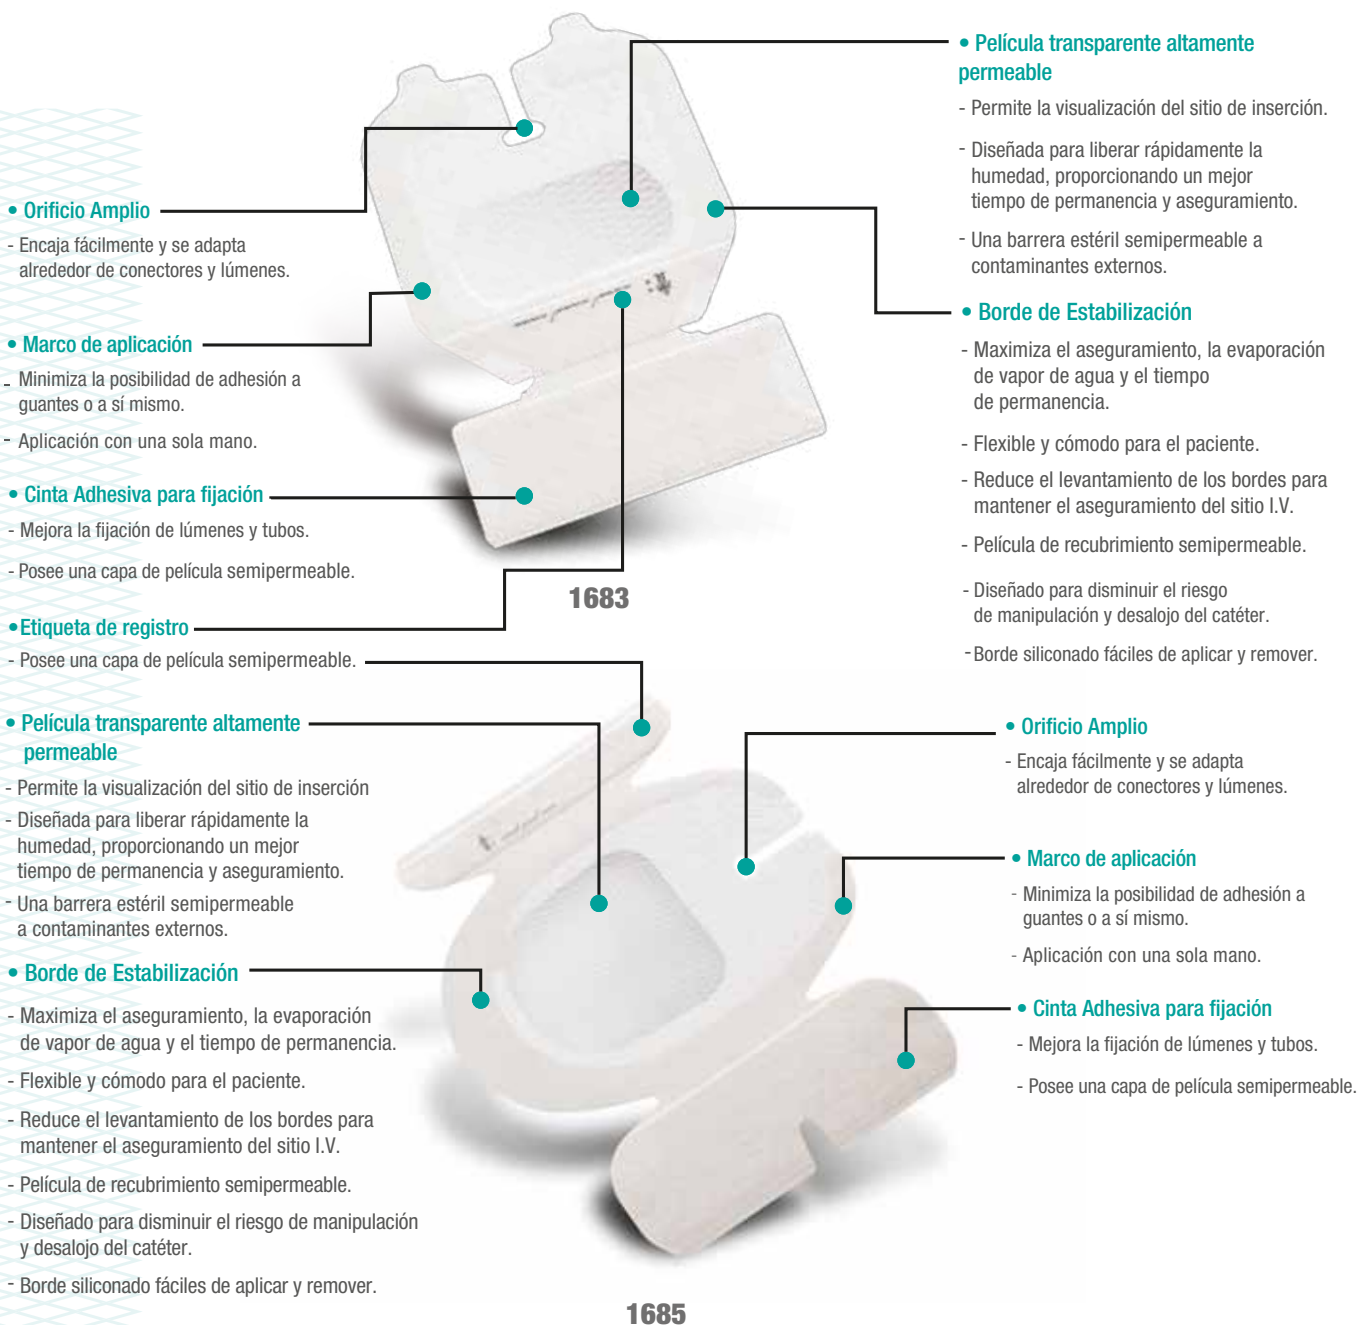 • Orificio Amplio
- Encaja fácilmente y se adapta
alrededor de conectores y lúmenes.
• Marco de aplicación
- Minimiza la posibilidad de adhesión a
guantes o a sí mismo.
- Aplicación con una sola mano.
• Cinta Adhesiva para fijación
- Mejora la fijación de lúmenes y tubos.
- Posee una capa de película semipermeable.
•Etiqueta de registro
- Posee una capa de película semipermeable.
• Película transparente altamente
permeable
- Permite la visualización del sitio de inserción.
- Diseñada para liberar rápidamente la
humedad, proporcionando un mejor
tiempo de permanencia y aseguramiento.
- Una barrera estéril semipermeable a
contaminantes externos.
• Borde de Estabilización
- Maximiza el aseguramiento, la evaporación
de vapor de agua y el tiempo
de permanencia.
- Flexible y cómodo para el paciente.
- Reduce el levantamiento de los bordes para
mantener el aseguramiento del sitio I.V.
- Película de recubrimiento semipermeable.
- Diseñado para disminuir el riesgo
de manipulación y desalojo del catéter.
- Borde siliconado fáciles de aplicar y remover.
1683
• Película transparente altamente
permeable
- Permite la visualización del sitio de inserción
- Diseñada para liberar rápidamente la
humedad, proporcionando un mejor
tiempo de permanencia y aseguramiento.
- Una barrera estéril semipermeable
a contaminantes externos.
• Borde de Estabilización
- Maximiza el aseguramiento, la evaporación
de vapor de agua y el tiempo de permanencia.
- Flexible y cómodo para el paciente.
- Reduce el levantamiento de los bordes para
mantener el aseguramiento del sitio I.V.
- Película de recubrimiento semipermeable.
- Diseñado para disminuir el riesgo de manipulación
y desalojo del catéter.
- Borde siliconado fáciles de aplicar y remover.
• Orificio Amplio
- Encaja fácilmente y se adapta
alrededor de conectores y lúmenes.
• Marco de aplicación
- Minimiza la posibilidad de adhesión a
guantes o a sí mismo.
- Aplicación con una sola mano.
• Cinta Adhesiva para fijación
- Mejora la fijación de lúmenes y tubos.
- Posee una capa de película semipermeable.
1685